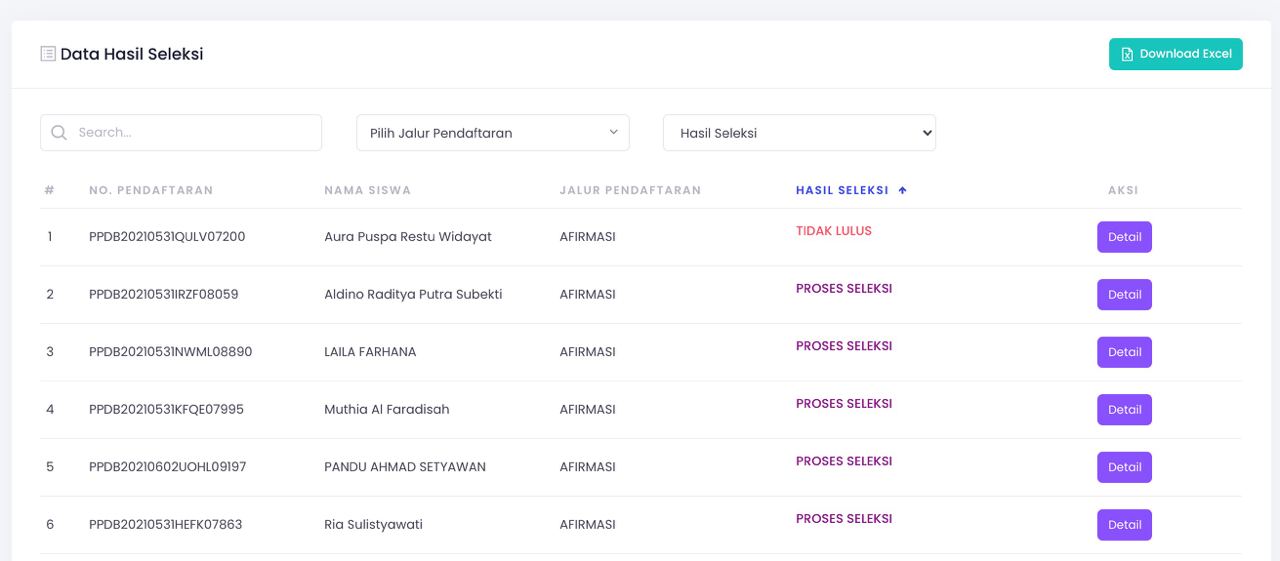 Data Hasil Seleksi
Download Excel
Search...
Pilih Jalur Pendaftaran
Hasil Seleksi
# NO. PENDAFTARAN NAMA SISWA JALUR PENDAFTARAN HASIL SELEKSI ↑ AKSI
1 PPDB20210531QULV07200 Aura Puspa Restu Widayat AFIRMASI TIDAK LULUS Detail
2 PPDB20210531IRZF08059 Aldino Raditya Putra Subekti AFIRMASI PROSES SELEKSI Detail
3 PPDB20210531NWML08890 LAILA FARHANA AFIRMASI PROSES SELEKSI Detail
4 PPDB20210531KFQE07995 Muthia Al Faradisah AFIRMASI PROSES SELEKSI Detail
5 PPDB20210602UOHL09197 PANDU AHMAD SETYAWAN AFIRMASI PROSES SELEKSI Detail
6 PPDB20210531HEFK07863 Ria Sulistyawati AFIRMASI PROSES SELEKSI Detail